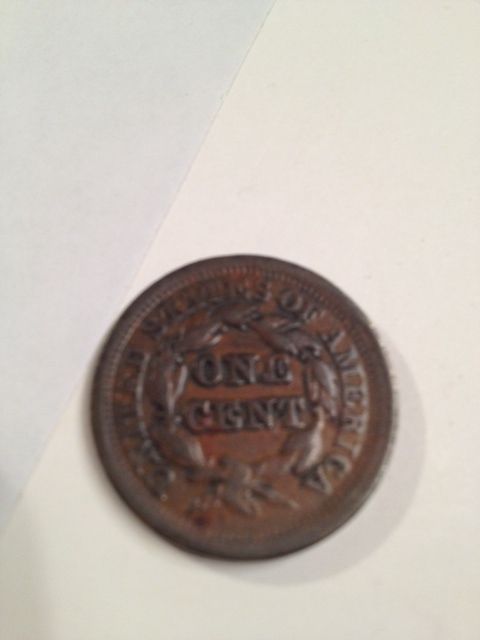 UNITED STATES OF AMERICA
ONE
CENT